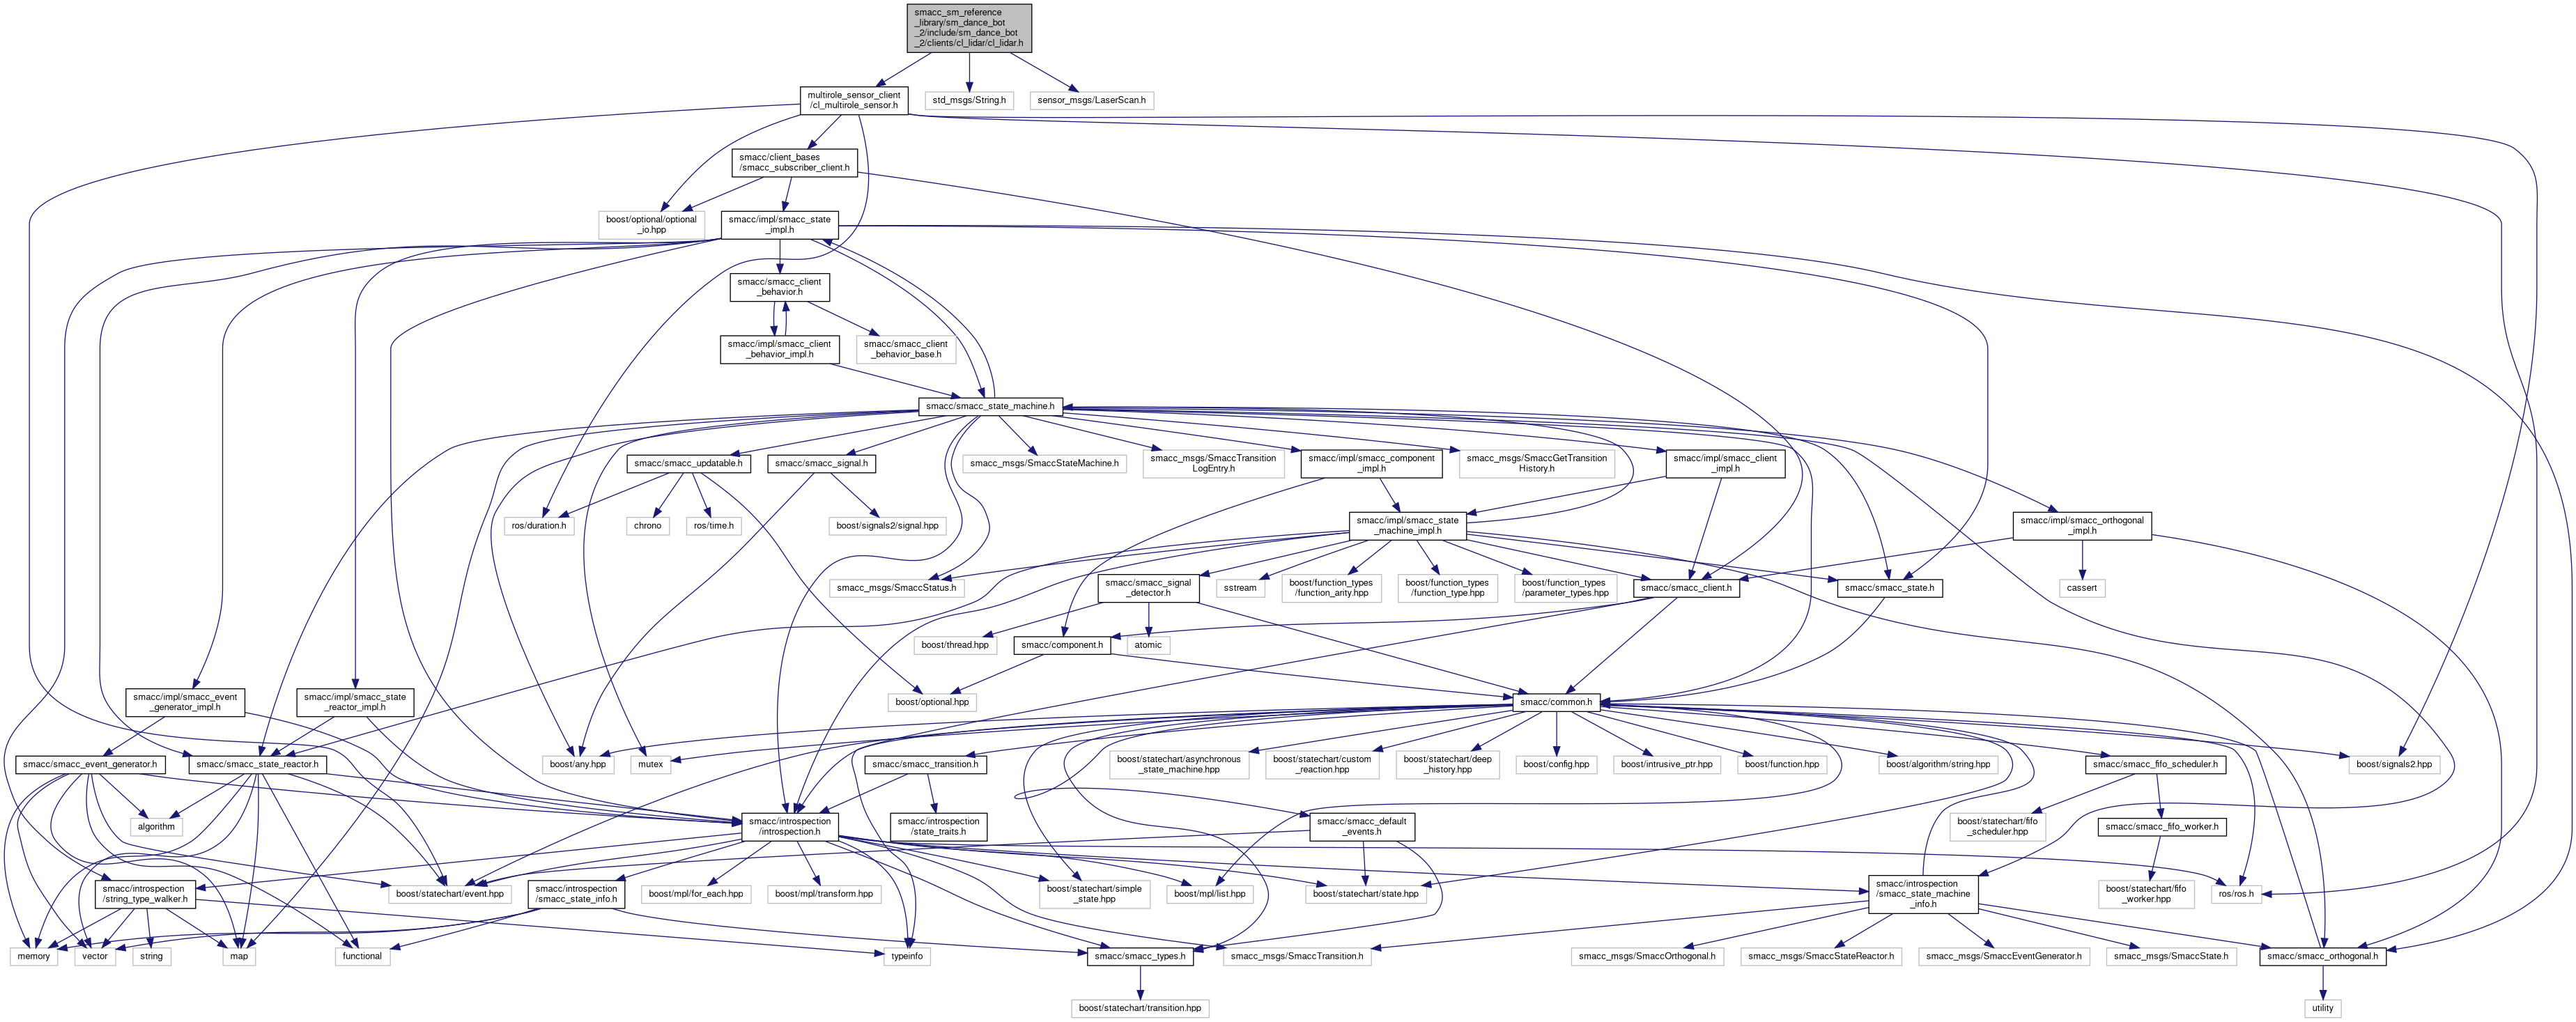 smacc_sm_reference
_library/sm_dance_bot
_2/include/sm_dance_bot
_2/clients/cl_lidar/cl_lidar.h
multirole_sensor_client
/cl_multirole_sensor.h
std_msgs/String.h
sensor_msgs/LaserScan.h
smacc/client_bases
/smacc_subscriber_client.h
boost/optional/optional
_io.hpp
smacc/impl/smacc_state
_impl.h
smacc/smacc_client
_behavior.h
smacc/impl/smacc_client
_behavior_impl.h
smacc/smacc_client
_behavior_base.h
smacc/smacc_state_machine.h
smacc/smacc_updatable.h
smacc/smacc_signal.h
smacc_msgs/SmaccStateMachine.h
smacc_msgs/SmaccTransition
LogEntry.h
smacc/impl/smacc_component
_impl.h
smacc_msgs/SmaccGetTransition
History.h
smacc/impl/smacc_client
_impl.h
ros/duration.h
chrono
ros/time.h
boost/signals2/signal.hpp
smacc/impl/smacc_state
_machine_impl.h
smacc/impl/smacc_orthogonal
_impl.h
smacc_msgs/SmaccStatus.h
smacc/smacc_signal
_detector.h
sstream
boost/function_types
/function_arity.hpp
boost/function_types
/function_type.hpp
boost/function_types
/parameter_types.hpp
smacc/smacc_client.h
smacc/smacc_state.h
cassert
boost/thread.hpp
smacc/component.h
atomic
smacc/impl/smacc_event
_generator_impl.h
smacc/impl/smacc_state
_reactor_impl.h
boost/optional.hpp
smacc/common.h
smacc/smacc_event_generator.h
smacc/smacc_state_reactor.h
boost/any.hpp
mutex
smacc/smacc_transition.h
boost/statechart/asynchronous
_state_machine.hpp
boost/statechart/custom
_reaction.hpp
boost/statechart/deep
_history.hpp
boost/config.hpp
boost/intrusive_ptr.hpp
boost/function.hpp
boost/algorithm/string.hpp
smacc/smacc_fifo_scheduler.h
boost/signals2.hpp
algorithm
smacc/introspection
/introspection.h
smacc/introspection
/state_traits.h
smacc/smacc_default
_events.h
boost/statechart/fifo
_scheduler.hpp
smacc/smacc_fifo_worker.h
smacc/introspection
/string_type_walker.h
boost/statechart/event.hpp
smacc/introspection
/smacc_state_info.h
boost/mpl/for_each.hpp
boost/mpl/transform.hpp
boost/statechart/simple
_state.hpp
boost/mpl/list.hpp
boost/statechart/state.hpp
smacc/introspection
/smacc_state_machine
_info.h
boost/statechart/fifo
_worker.hpp
ros/ros.h
memory
vector
string
map
functional
typeinfo
smacc/smacc_types.h
smacc_msgs/SmaccTransition.h
smacc_msgs/SmaccOrthogonal.h
smacc_msgs/SmaccStateReactor.h
smacc_msgs/SmaccEventGenerator.h
smacc_msgs/SmaccState.h
smacc/smacc_orthogonal.h
boost/statechart/transition.hpp
utility